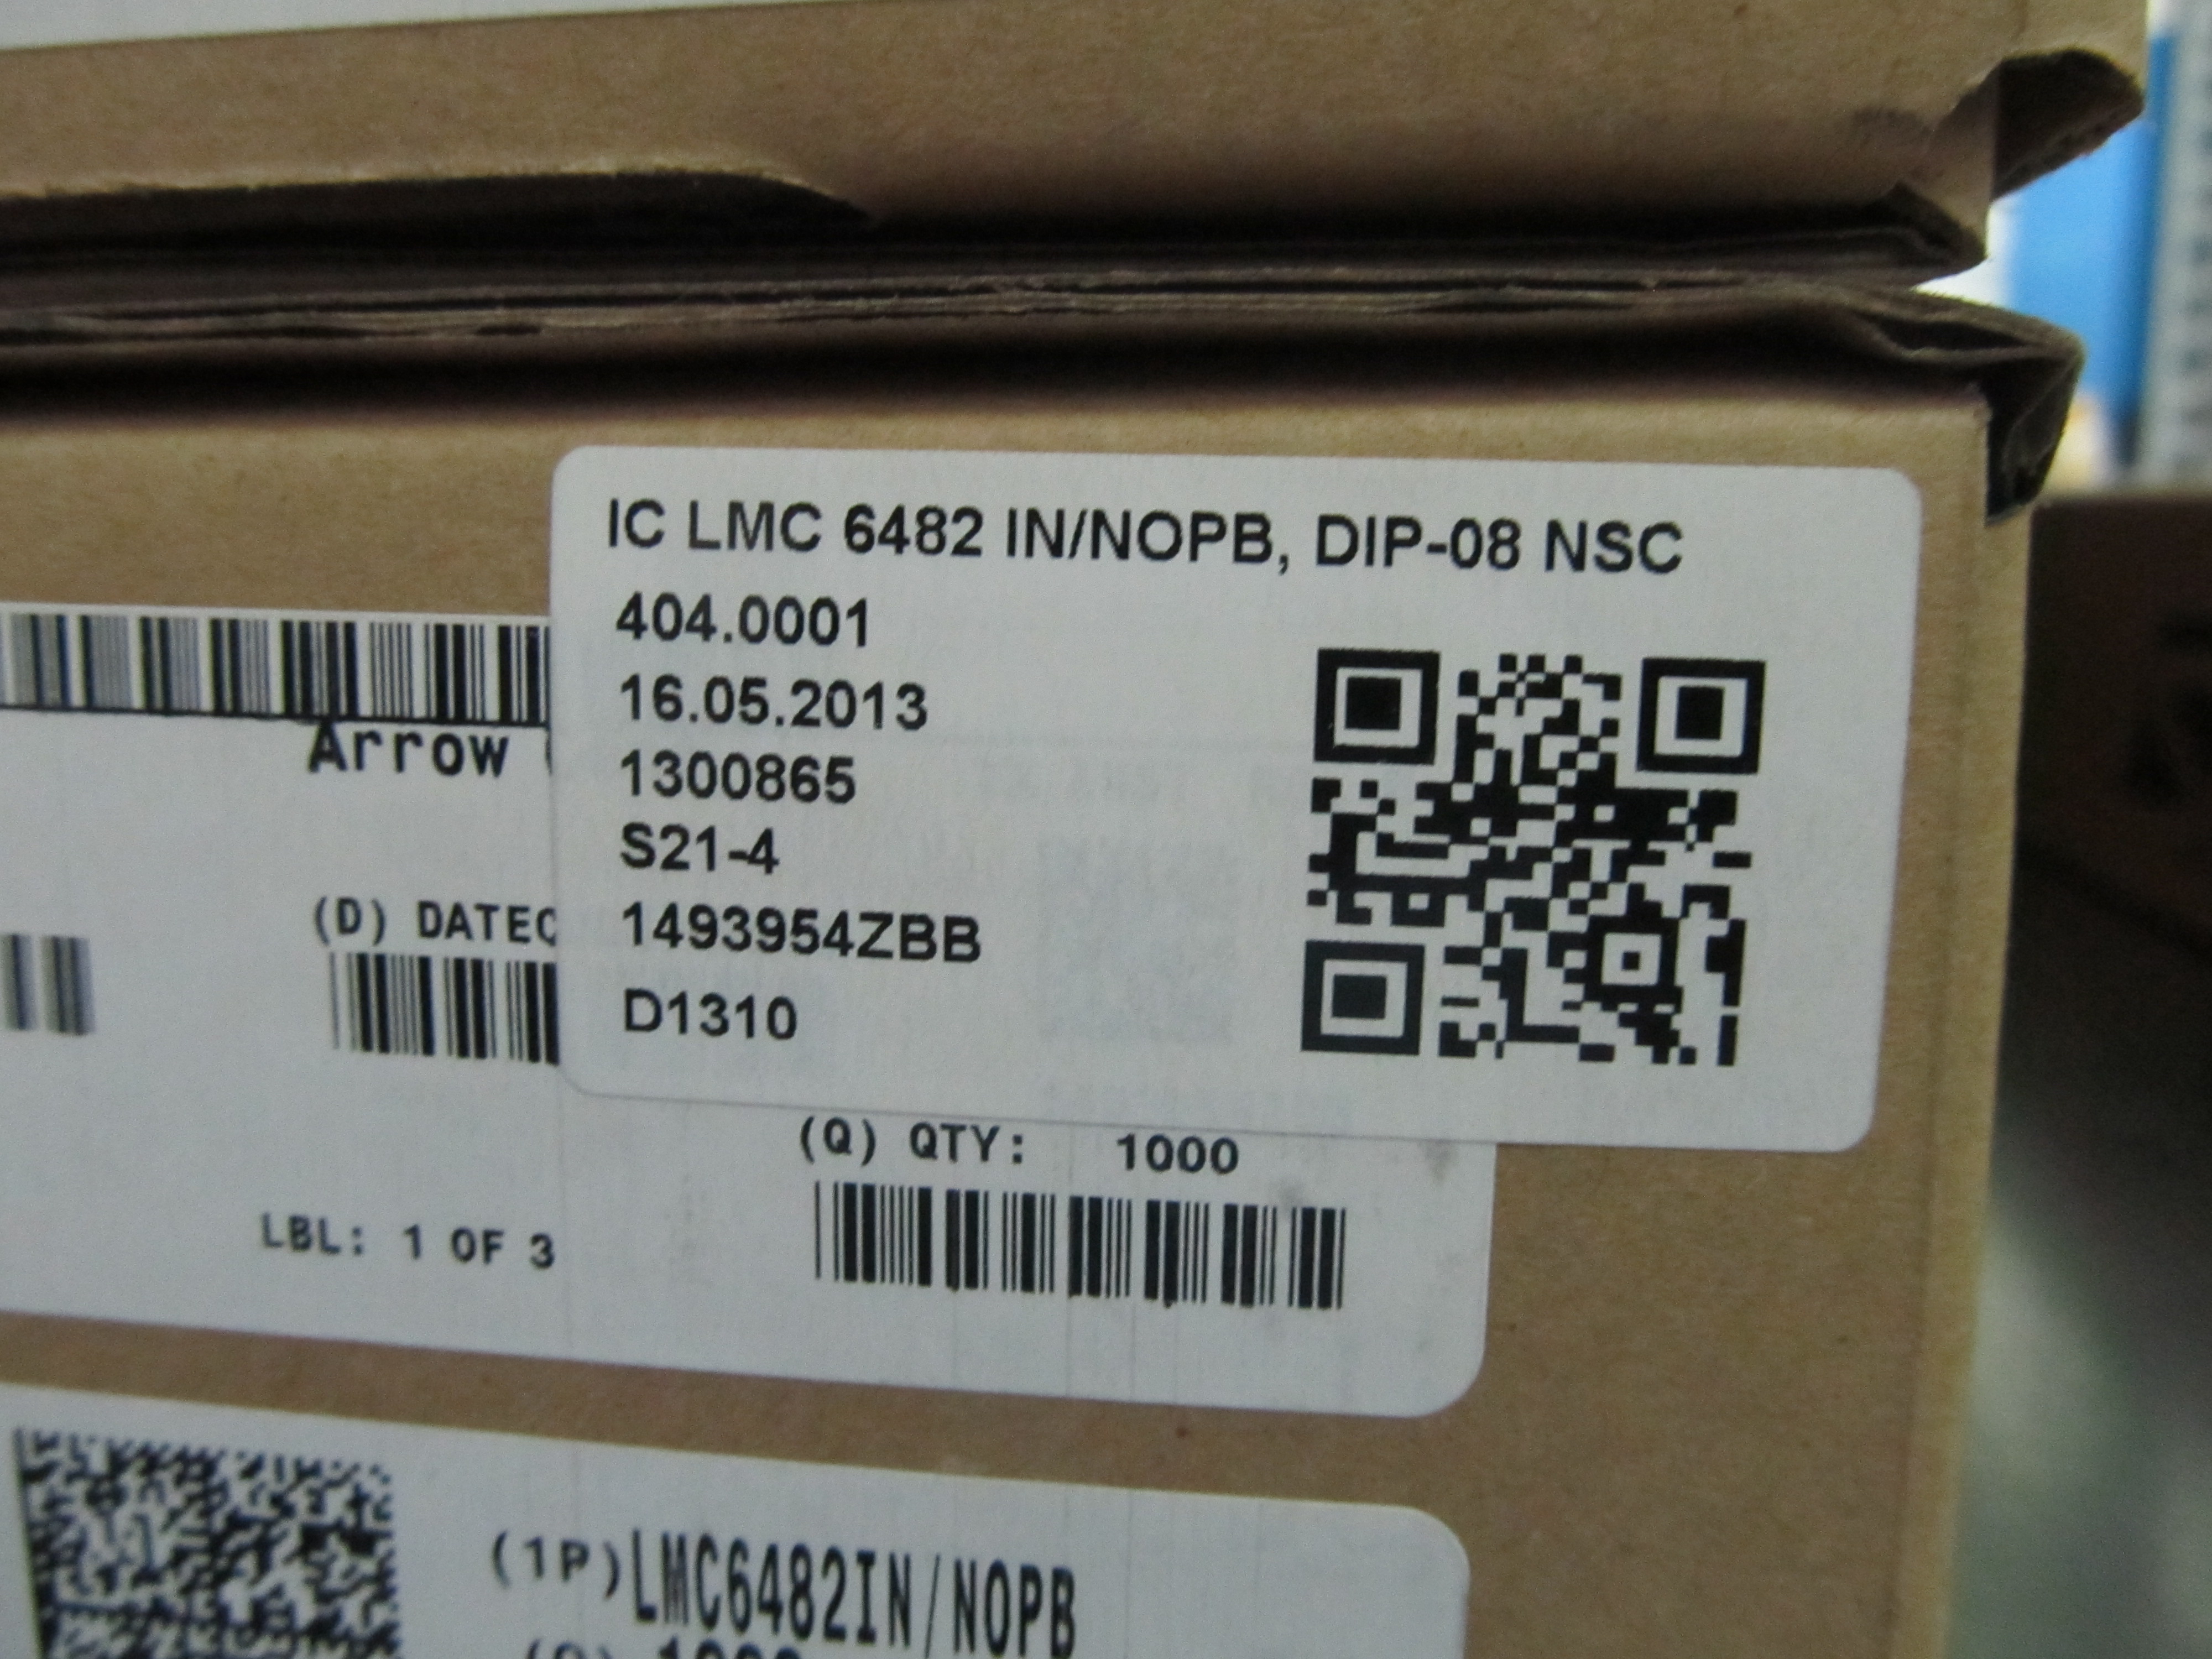 IC LMC 6482 IN/NOPB, DIP-08 NSC
404.0001
16.05.2013
1300865
S21-4
1493954ZBB
D1310
Arrow
(D) DATEC
(Q) QTY: 1000
LBL: 1 OF 3
(1P)LMC6482IN/NOPB